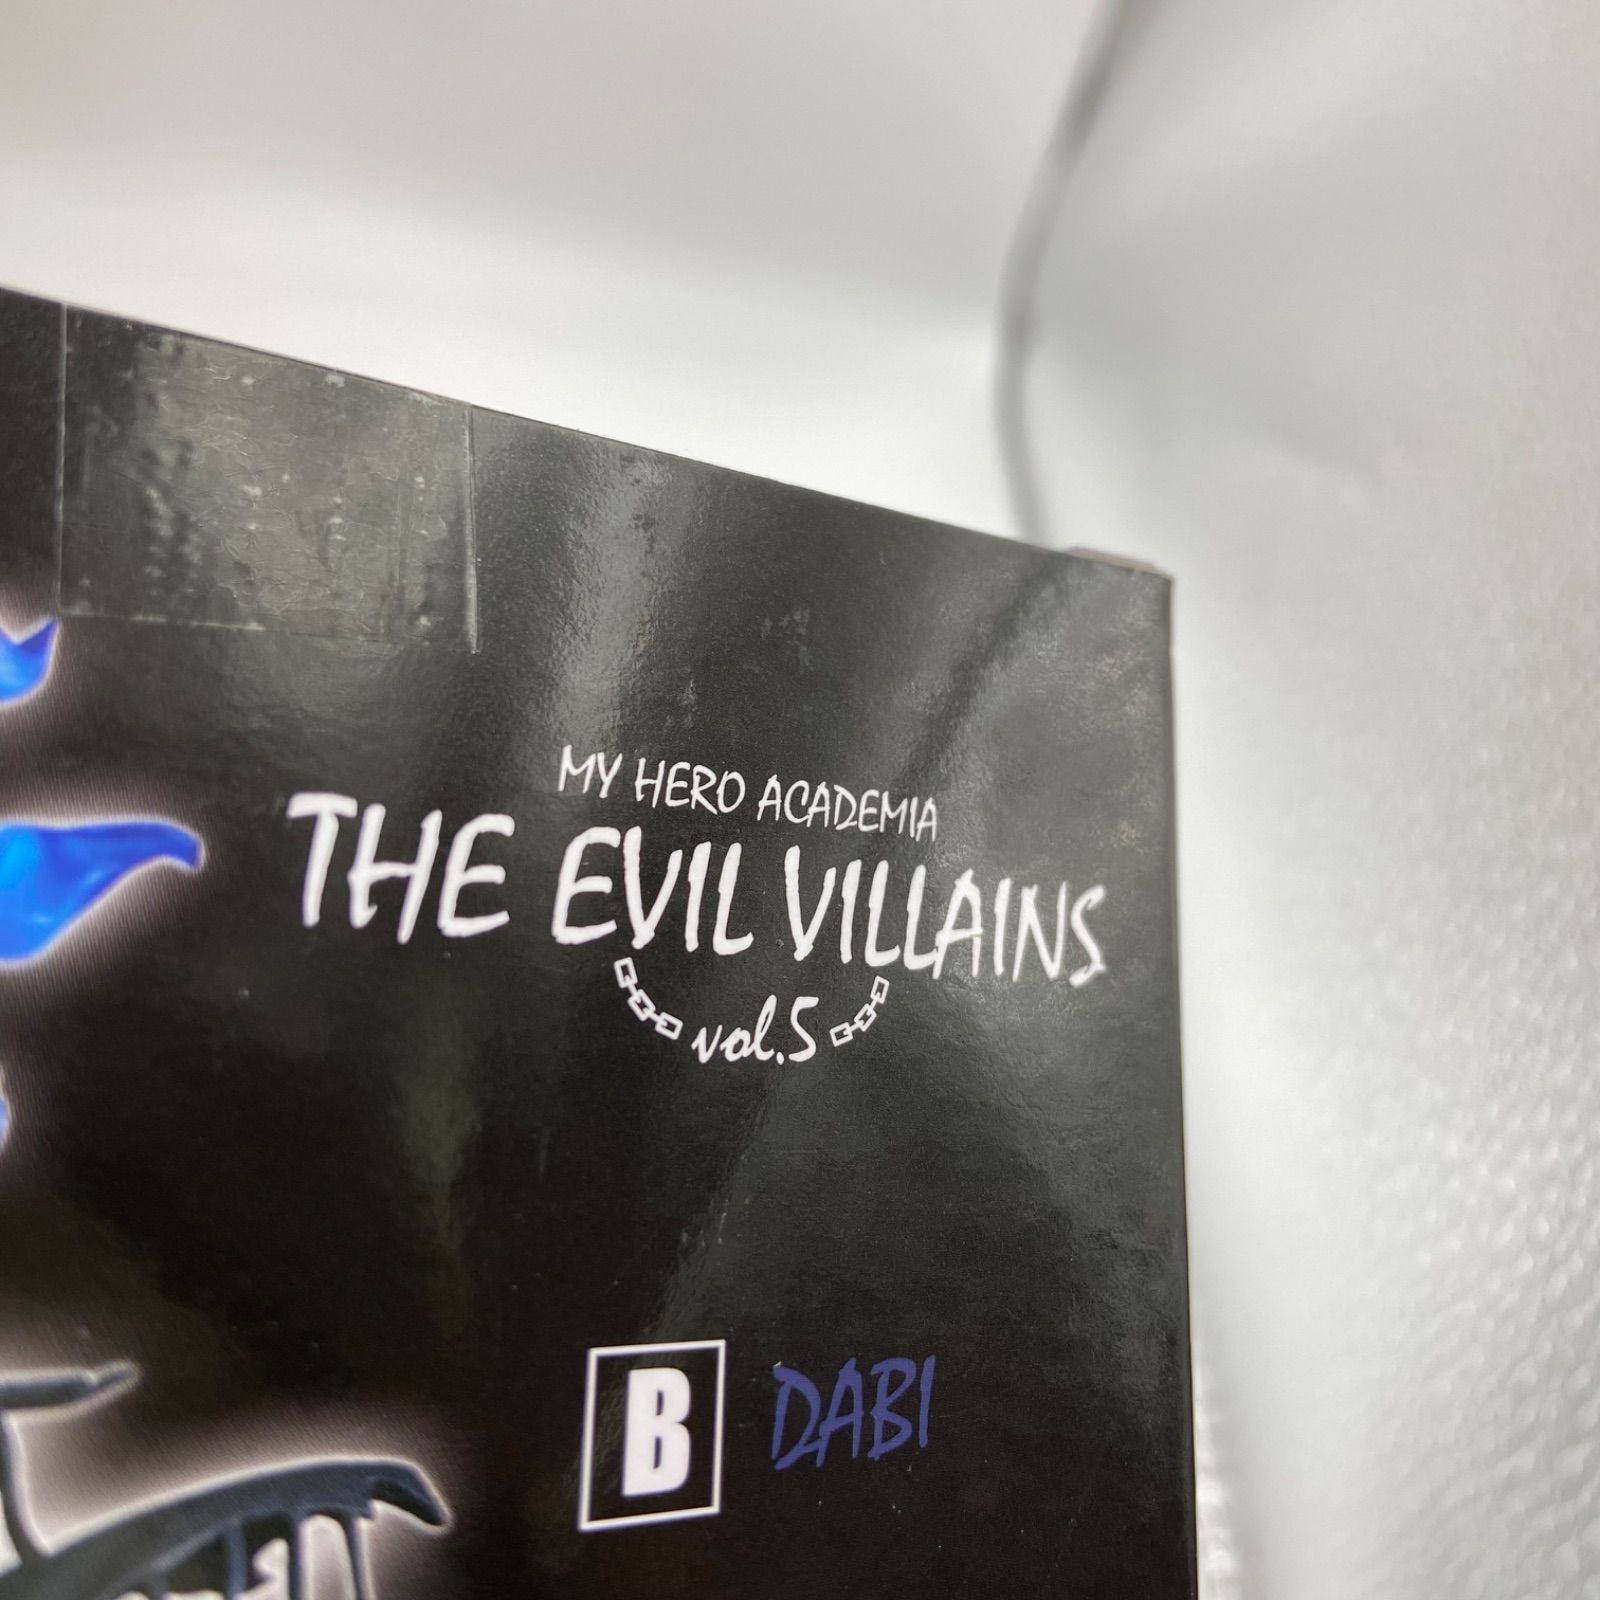 MY HERO ACADEMIA
THE EVIL VILLAINS
vol.5
B DABI